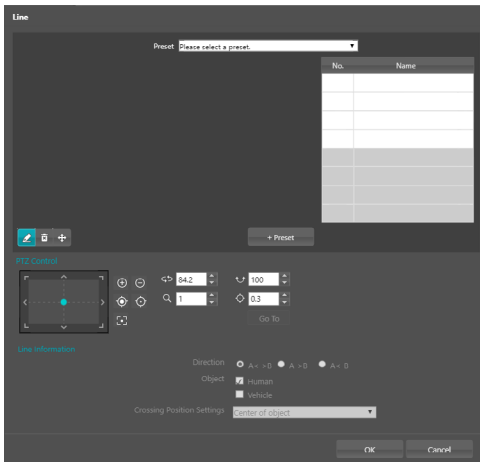 Line
Preset Please select a preset.
No. Name
+ Preset
PTZ Control
84.2 100
1 0.3
Go To
Line Information
Direction A< >B A >B A< B
Object Human
Vehicle
Crossing Position Settings Center of object
OK Cancel